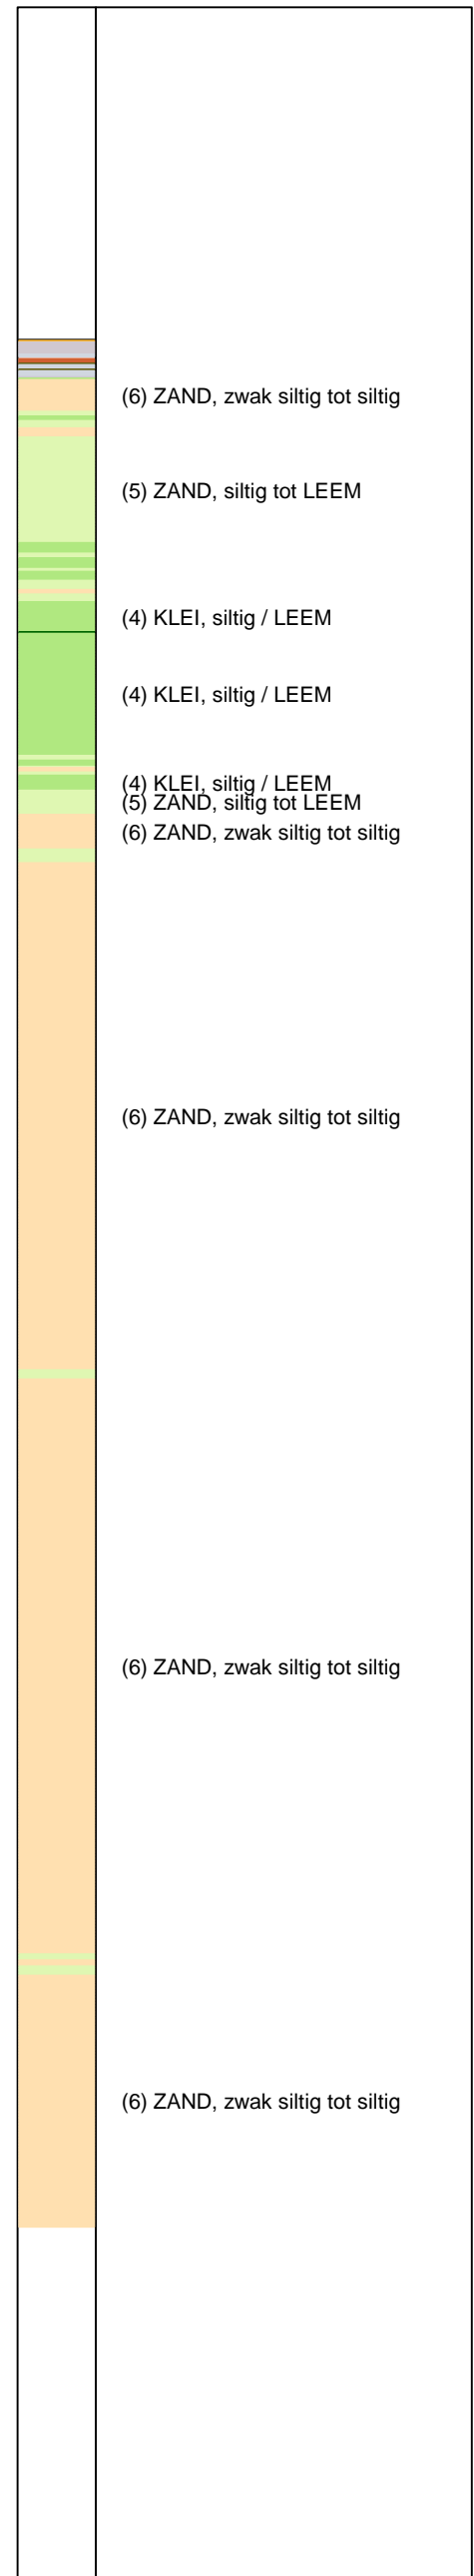 (6) ZAND, zwak siltig tot siltig
(5) ZAND, siltig tot LEEM
(4) KLEI, siltig / LEEM
(4) KLEI, siltig / LEEM
(4) KLEI, siltig / LEEM
(5) ZAND, siltig tot LEEM
(6) ZAND, zwak siltig tot siltig
(6) ZAND, zwak siltig tot siltig
(6) ZAND, zwak siltig tot siltig
(6) ZAND, zwak siltig tot siltig